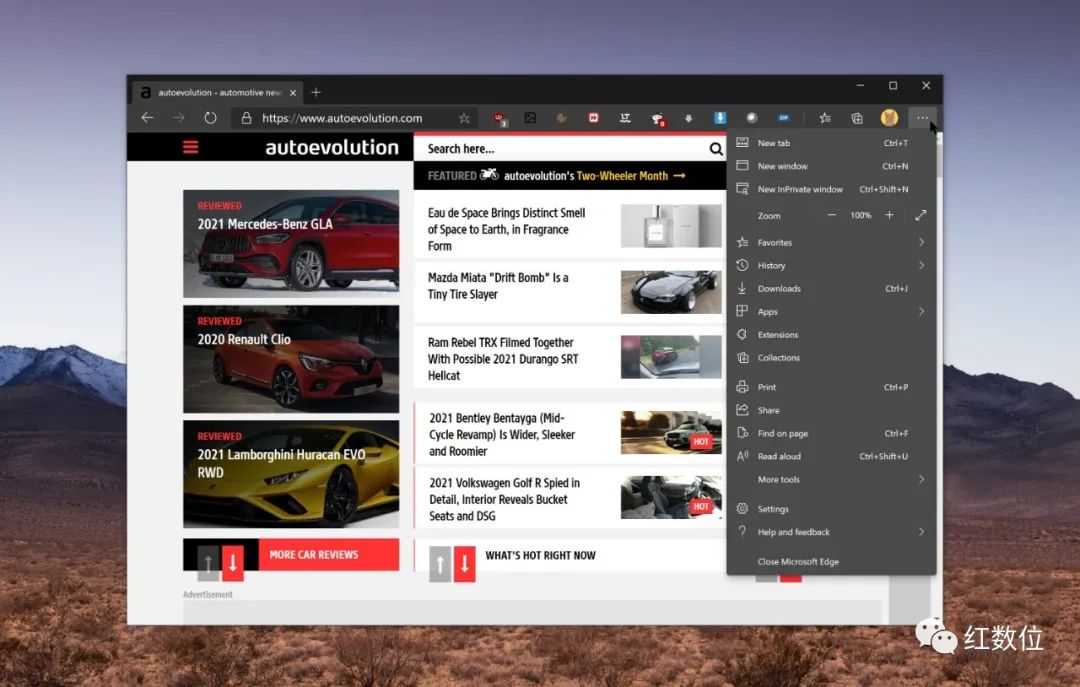 autoevolution - automotive new
https://www.autoevolution.com
autoevolution
Search here...
FEATURED autoevolution's Two-Wheeler Month →
REVIEWED
2021 Mercedes-Benz GLA
REVIEWED
2020 Renault Clio
REVIEWED
2021 Lamborghini Huracan EVO
RWD
MORE CAR REVIEWS
Advertisement
Eau de Space Brings Distinct Smell
of Space to Earth, in Fragrance
Form
Mazda Miata "Drift Bomb" Is a
Tiny Tire Slayer
Ram Rebel TRX Filmed Together
With Possible 2021 Durango SRT
Hellcat
2021 Bentley Bentayga (Mid-
Cycle Revamp) Is Wider, Sleeker
and Roomier
HOT
2021 Volkswagen Golf R Spied in
Detail, Interior Reveals Bucket
Seats and DSG
HOT
WHAT'S HOT RIGHT NOW
New tab Ctrl+T
New window Ctrl+N
New InPrivate window Ctrl+Shift+N
Zoom — 100% +
Favorites
History
Downloads Ctrl+J
Apps
Extensions
Collections
Print Ctrl+P
Share
Find on page Ctrl+F
Read aloud Ctrl+Shift+U
More tools
Settings
Help and feedback
Close Microsoft Edge
红数位